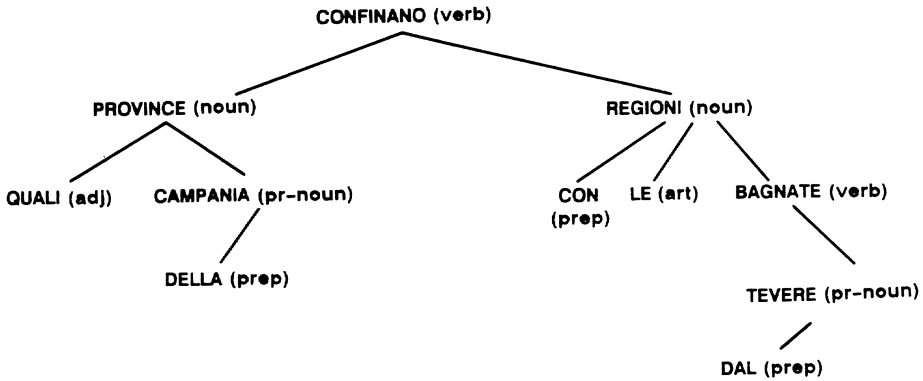 CONFINANO (verb)
PROVINCE (noun)
REGIONI (noun)
QUALI (adj)
CAMPANIA (pr-noun)
CON
(prep)
LE (art)
BAGNATE (verb)
DELLA (prep)
TEVERE (pr-noun)
DAL (prep)